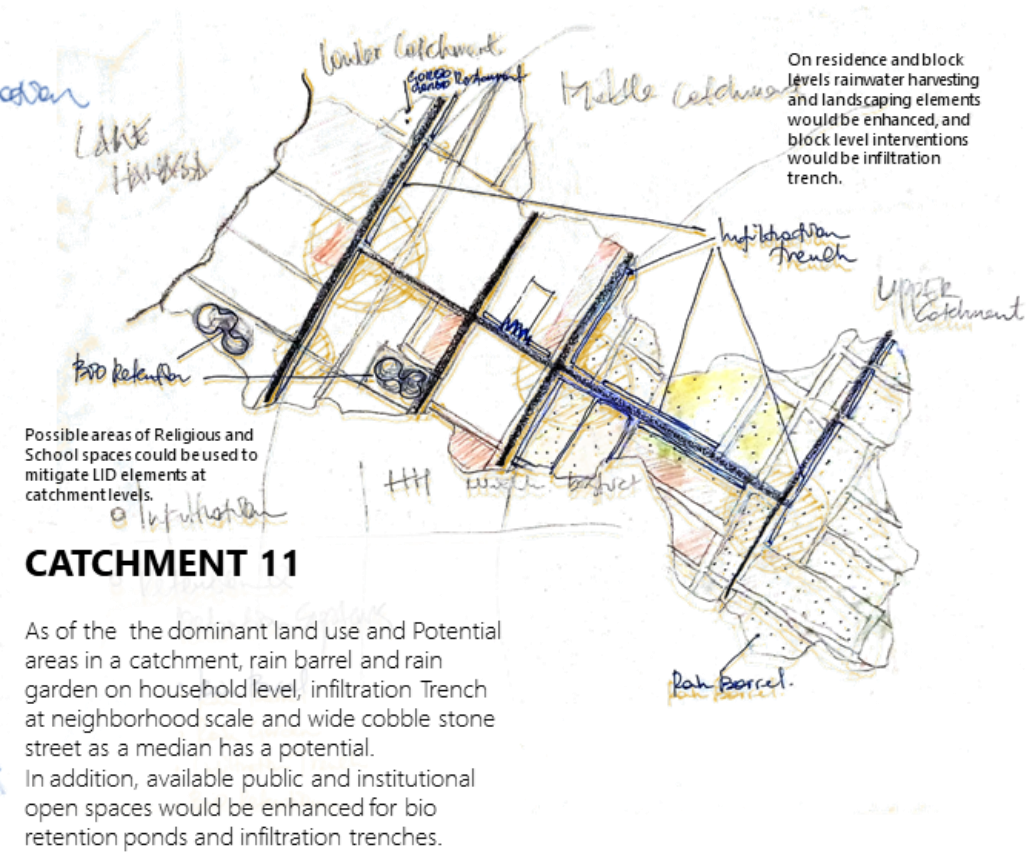 Lower Catchment
Restaurant
Middle Catchment
On residence and block
levels rainwater harvesting
and landscaping elements
would be enhanced, and
block level interventions
would be infiltration
trench.
LAKE
Infiltration
Trench
UPPER
Catchment
Bio Retention
Possible areas of Religious and
School spaces could be used to
mitigate LID elements at
catchment levels.
HH
Infiltration
CATCHMENT 11
As of the the dominant land use and Potential
areas in a catchment, rain barrel and rain
garden on household level, infiltration Trench
at neighborhood scale and wide cobble stone
street as a median has a potential.
In addition, available public and institutional
open spaces would be enhanced for bio
retention ponds and infiltration trenches.
Barrel.